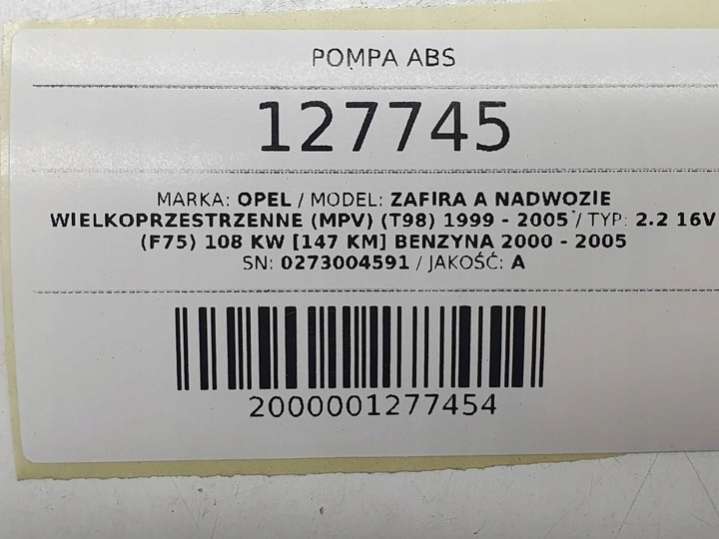 POMPA ABS
127745
MARKA: OPEL / MODEL: ZAFIRA A NADWOZIE
WIELKOPRZESTRZENNE (MPV) (T98) 1999 - 2005 / TYP: 2.2 16V
(F75) 108 KW [147 KM] BENZYNA 2000 - 2005
SN: 0273004591 / JAKOŚĆ: A
2000001277454